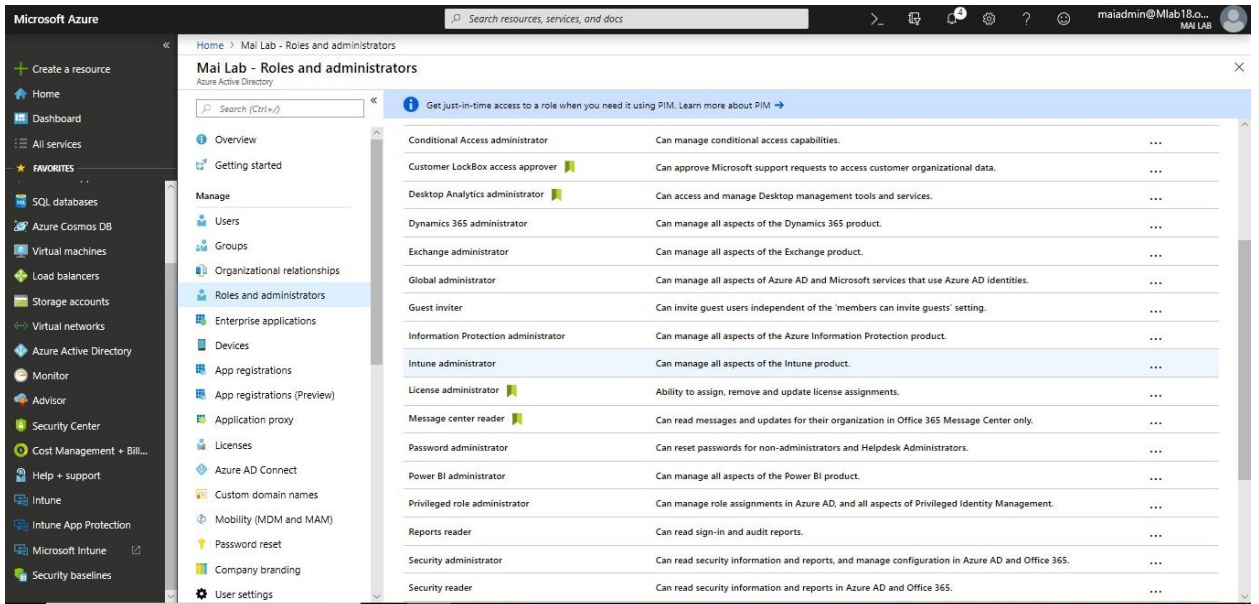 Microsoft Azure
Search resources, services, and docs
4
maiadmin@Mlab18.o...
MAI LAB
Create a resource
Home
Dashboard
All services
FAVORITES
SQL databases
Azure Cosmos DB
Virtual machines
Load balancers
Storage accounts
Virtual networks
Azure Active Directory
Monitor
Advisor
Security Center
Cost Management + Bill...
Help + support
Intune
Intune App Protection
Microsoft Intune
Security baselines
Home > Mai Lab - Roles and administrators
Mai Lab - Roles and administrators
Azure Active Directory
Search (Ctrl+/)
Overview
Getting started
Manage
Users
Groups
Organizational relationships
Roles and administrators
Enterprise applications
Devices
App registrations
App registrations (Preview)
Application proxy
Licenses
Azure AD Connect
Custom domain names
Mobility (MDM and MAM)
Password reset
Company branding
User settings
Get just-in-time access to a role when you need it using PIM. Learn more about PIM →
Conditional Access administrator Can manage conditional access capabilities. ...
Customer LockBox access approver Can approve Microsoft support requests to access customer organizational data. ...
Desktop Analytics administrator Can access and manage Desktop management tools and services. ...
Dynamics 365 administrator Can manage all aspects of the Dynamics 365 product. ...
Exchange administrator Can manage all aspects of the Exchange product. ...
Global administrator Can manage all aspects of Azure AD and Microsoft services that use Azure AD identities. ...
Guest inviter Can invite guest users independent of the 'members can invite guests' setting. ...
Information Protection administrator Can manage all aspects of the Azure Information Protection product. ...
Intune administrator Can manage all aspects of the Intune product. ...
License administrator Ability to assign, remove and update license assignments. ...
Message center reader Can read messages and updates for their organization in Office 365 Message Center only. ...
Password administrator Can reset passwords for non-administrators and Helpdesk Administrators. ...
Power BI administrator Can manage all aspects of the Power BI product. ...
Privileged role administrator Can manage role assignments in Azure AD, and all aspects of Privileged Identity Management. ...
Reports reader Can read sign-in and audit reports. ...
Security administrator Can read security information and reports, and manage configuration in Azure AD and Office 365. ...
Security reader Can read security information and reports in Azure AD and Office 365. ...